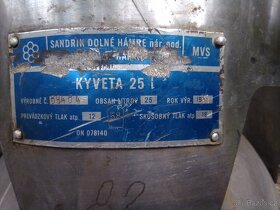 SANDRIK DOLNÉ HÁMRE nár. pod.
MVS
KYVETA 25 l
VÝROBNÉ Č. OBSAH LITROV 25 ROK VÝR.
PREVÁDZKOVÝ TLAK atp. 12 SKÚŠOBNÝ TLAK atp. 18
ON 078140